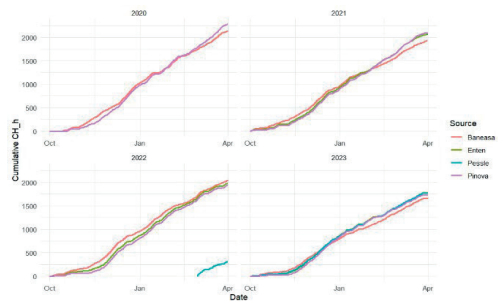 2020
2021
Cumulative CH_h
2000
1500
1000
500
0
Oct
Jan
Apr
Oct
Jan
Apr
Source
Baneasa
Enten
Pessle
Pinova
2022
2023
2000
1500
1000
500
0
Oct
Jan
Apr
Oct
Jan
Apr
Date